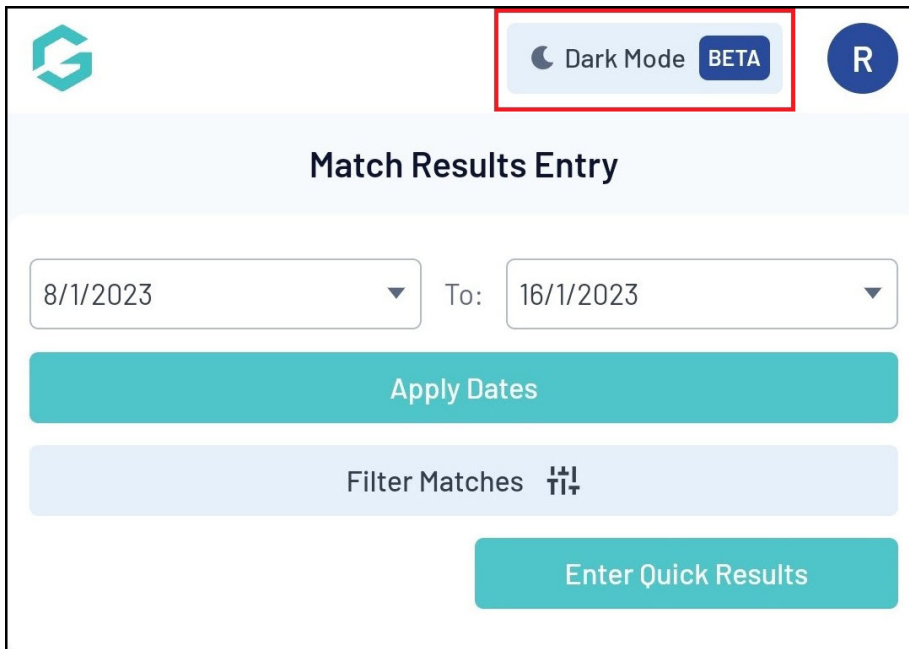 Dark Mode BETA R
Match Results Entry
8/1/2023 To: 16/1/2023
Apply Dates
Filter Matches
Enter Quick Results